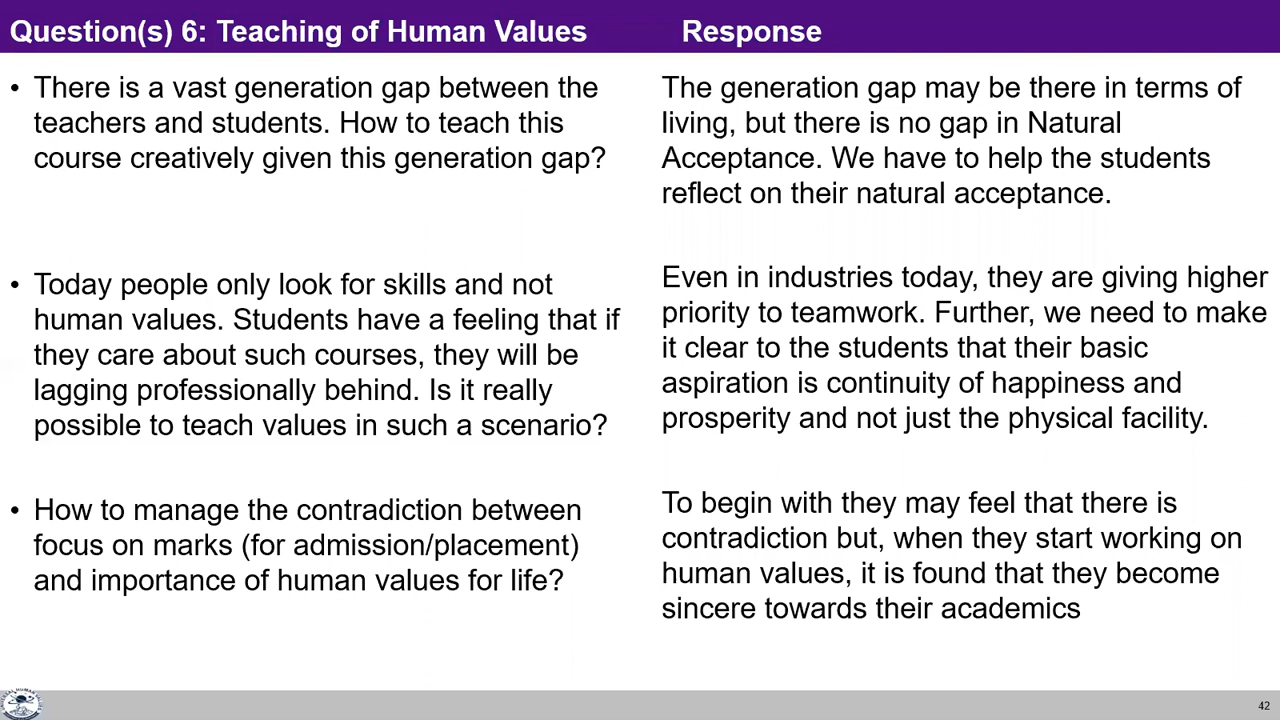 Question(s) 6: Teaching of Human Values
Response
• There is a vast generation gap between the
teachers and students. How to teach this
course creatively given this generation gap?
The generation gap may be there in terms of
living, but there is no gap in Natural
Acceptance. We have to help the students
reflect on their natural acceptance.
• Today people only look for skills and not
human values. Students have a feeling that if
they care about such courses, they will be
lagging professionally behind. Is it really
possible to teach values in such a scenario?
Even in industries today, they are giving higher
priority to teamwork. Further, we need to make
it clear to the students that their basic
aspiration is continuity of happiness and
prosperity and not just the physical facility.
• How to manage the contradiction between
focus on marks (for admission/placement)
and importance of human values for life?
To begin with they may feel that there is
contradiction but, when they start working on
human values, it is found that they become
sincere towards their academics
42